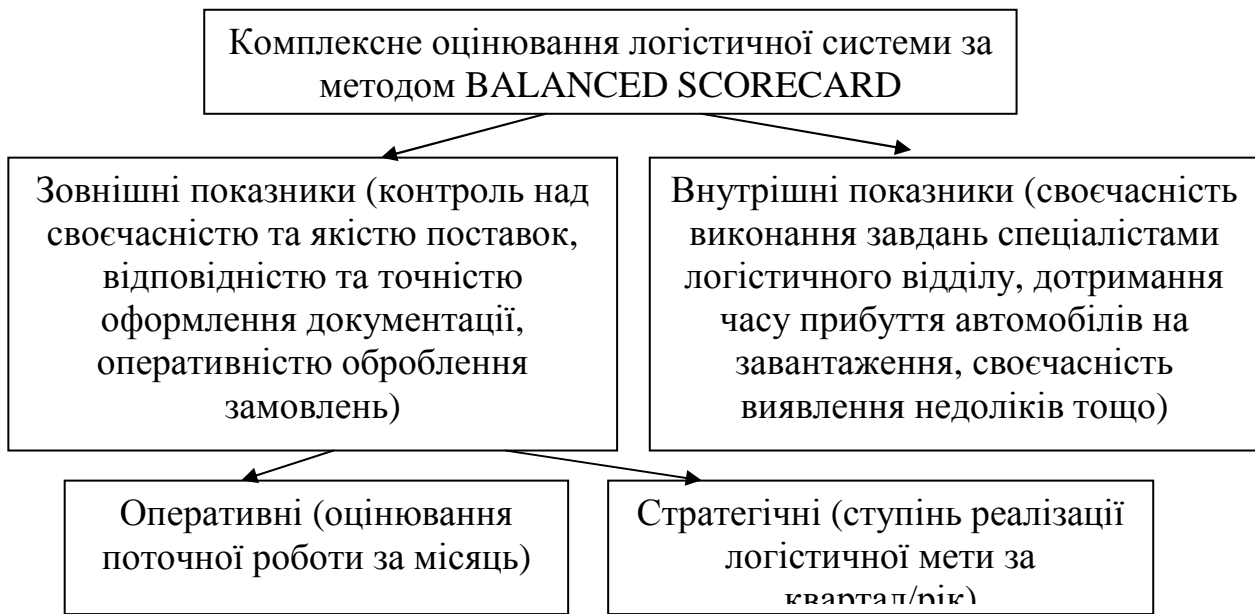 Комплексне оцінювання логістичної системи за
методом BALANCED SCORECARD
Зовнішні показники (контроль над
своєчасністю та якістю поставок,
відповідністю та точністю
оформлення документації,
оперативністю оброблення
замовлень)
Внутрішні показники (своєчасність
виконання завдань спеціалістами
логістичного відділу, дотримання
часу прибуття автомобілів на
завантаження, своєчасність
виявлення недоліків тощо)
Оперативні (оцінювання
поточної роботи за місяць)
Стратегічні (ступінь реалізації
логістичної мети за
квартал/рік)